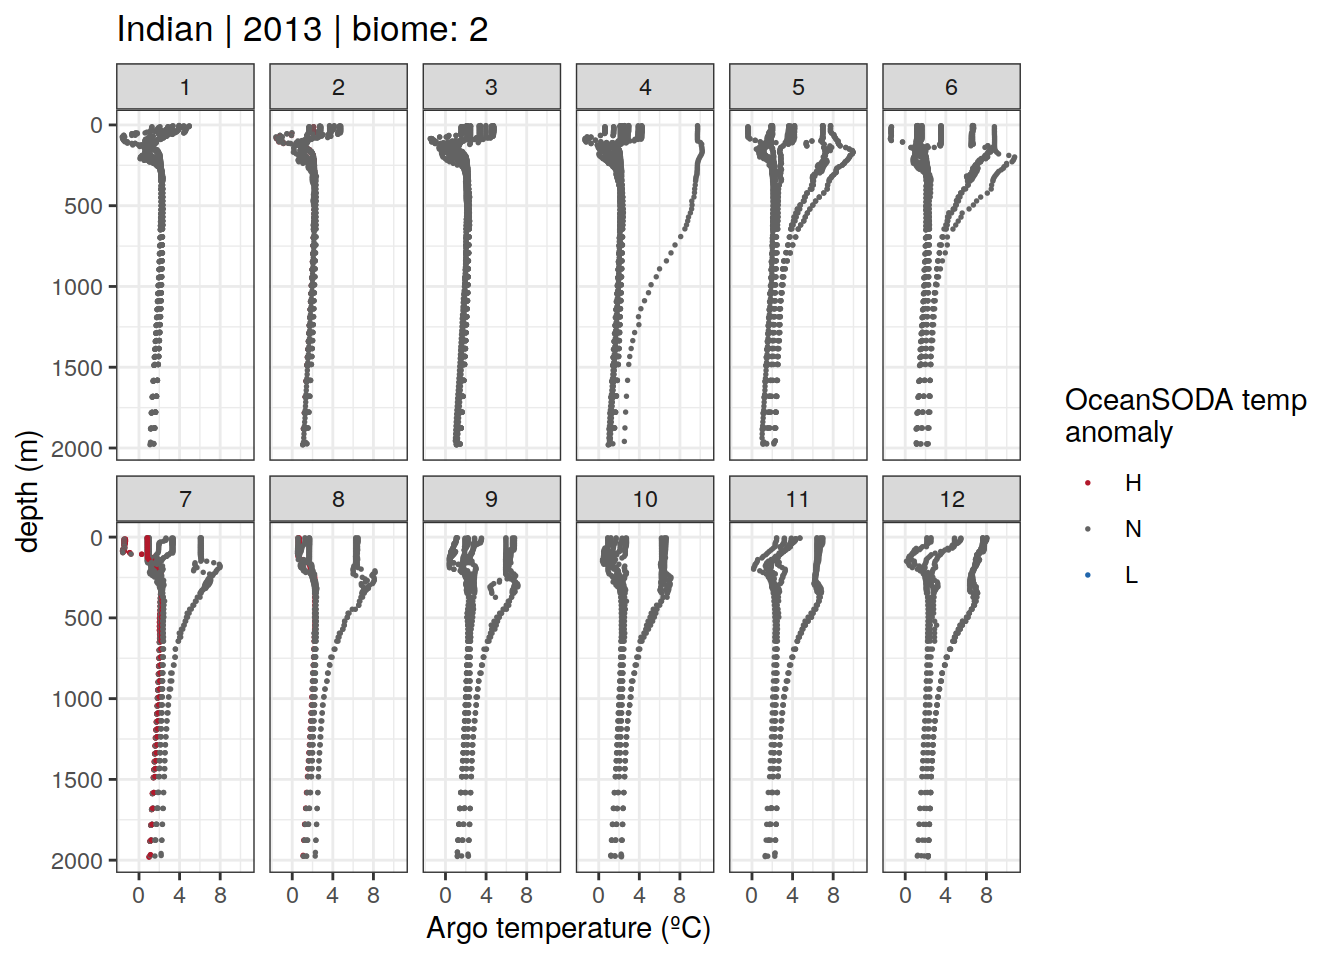 Indian | 2013 | biome: 2
1 2 3 4 5 6
0
500
1000
1500
2000
7 8 9 10 11 12
0
500
1000
1500
2000
0 4 8 0 4 8 0 4 8 0 4 8 0 4 8 0 4 8
Argo temperature (ºC)
depth (m)
OceanSODA temp
anomaly
H
N
L